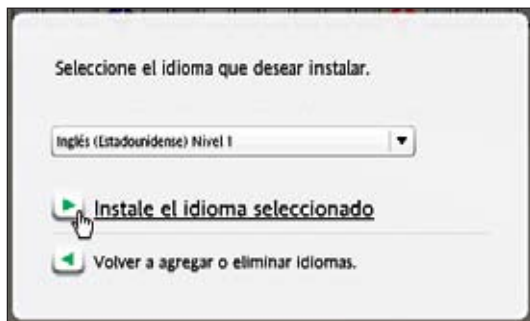 Seleccione el idioma que desear instalar.
Inglés (Estadounidense) Nivel 1
Instale el idioma seleccionado
Volver a agregar o eliminar idiomas.